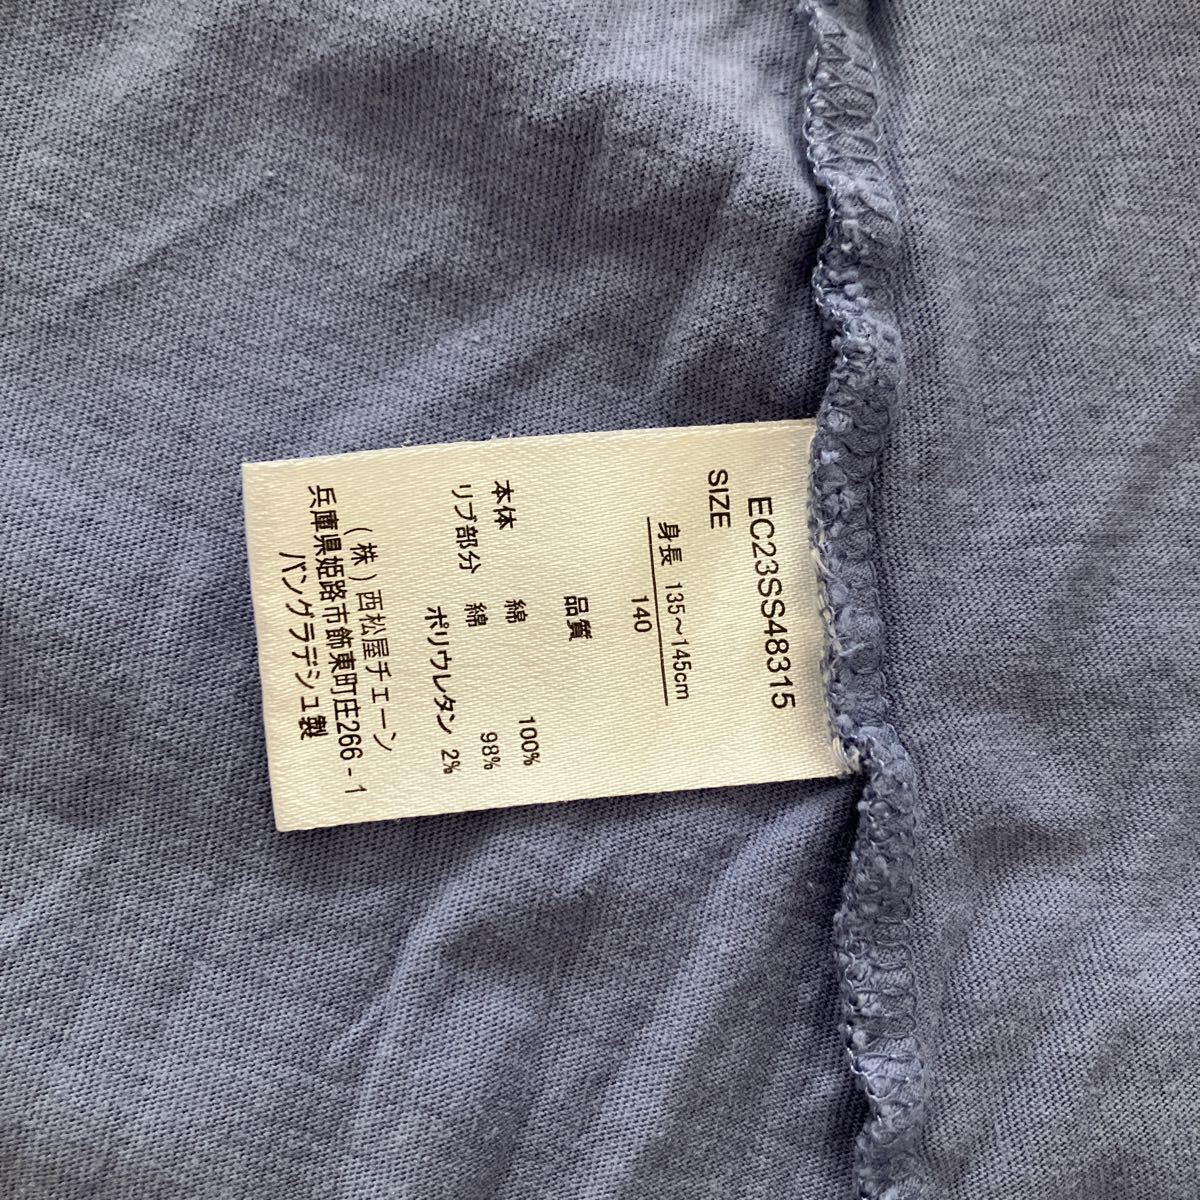 EC23SS48315
SIZE
身長 135～145cm
140
品質
本体 綿 100%
リブ部分 綿 98%
ポリウレタン 2%
(株)西松屋チェーン
兵庫県姫路市飾東町庄266-1
バングラデシュ製